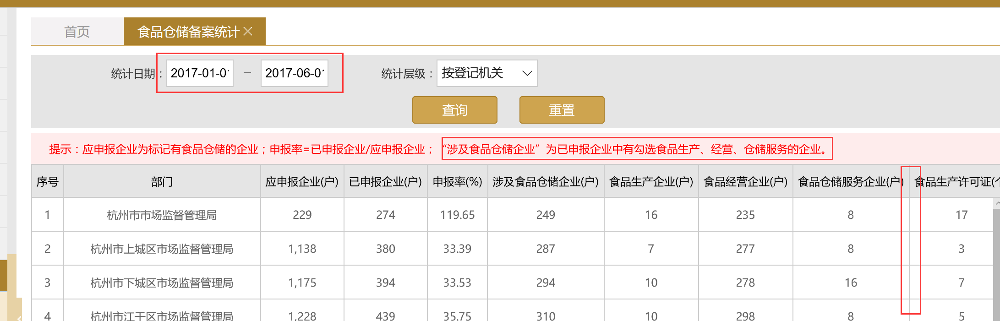 首页 食品仓储备案统计
统计日期： 2017-01-0 — 2017-06-0 统计层级： 按登记机关
查询 重置
提示：应申报企业为标记有食品仓储的企业；申报率=已申报企业/应申报企业；“涉及食品仓储企业”为已申报企业中有勾选食品生产、经营、仓储服务的企业。
序号 部门 应申报企业(户) 已申报企业(户) 申报率(%) 涉及食品仓储企业(户) 食品生产企业(户) 食品经营企业(户) 食品仓储服务企业(户) 食品生产许可证(
1 杭州市市场监督管理局 229 274 119.65 249 16 235 8 17
2 杭州市上城区市场监督管理局 1,138 380 33.39 287 7 277 8 3
3 杭州市下城区市场监督管理局 1,175 394 33.53 294 10 278 16 7
4 杭州市江干区市场监督管理局 1,228 439 35.75 310 10 298 8 5